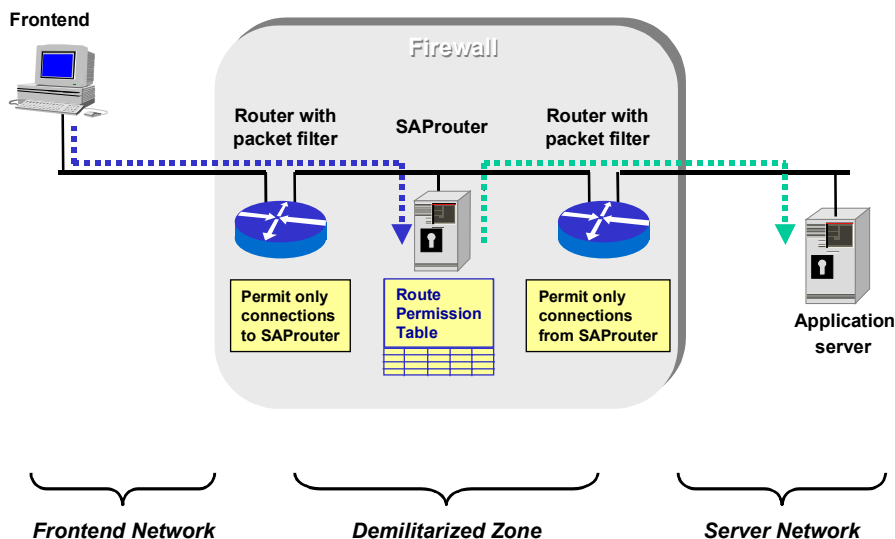 Frontend
Firewall
Router with
packet filter
SAProuter
Router with
packet filter
Permit only
connections
to SAProuter
Route
Permission
Table
Permit only
connections
from SAProuter
Application
server
Frontend Network
Demilitarized Zone
Server Network